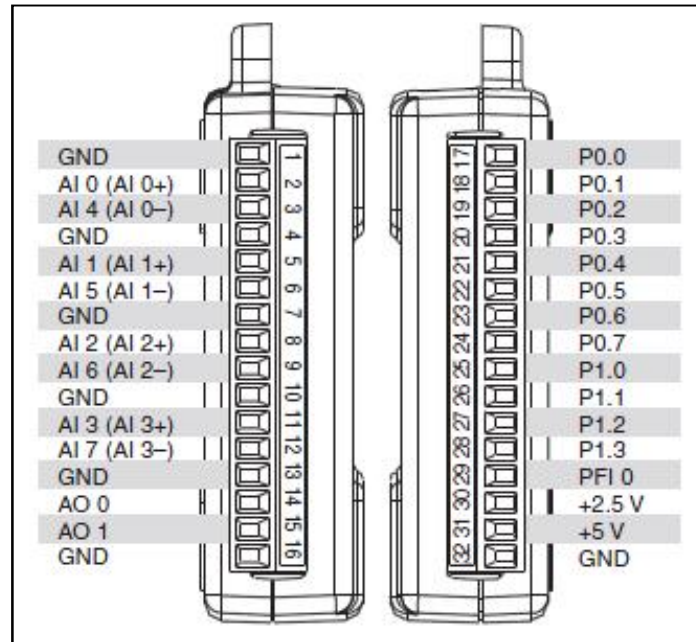 GND 1
AI 0 (AI 0+) 2
AI 4 (AI 0–) 3
GND 4
AI 1 (AI 1+) 5
AI 5 (AI 1–) 6
GND 7
AI 2 (AI 2+) 8
AI 6 (AI 2–) 9
GND 10
AI 3 (AI 3+) 11
AI 7 (AI 3–) 12
GND 13
AO 0 14
AO 1 15
GND 16
17 P0.0
18 P0.1
19 P0.2
20 P0.3
21 P0.4
22 P0.5
23 P0.6
24 P0.7
25 P1.0
26 P1.1
27 P1.2
28 P1.3
29 PFI 0
30 +2.5 V
31 +5 V
32 GND